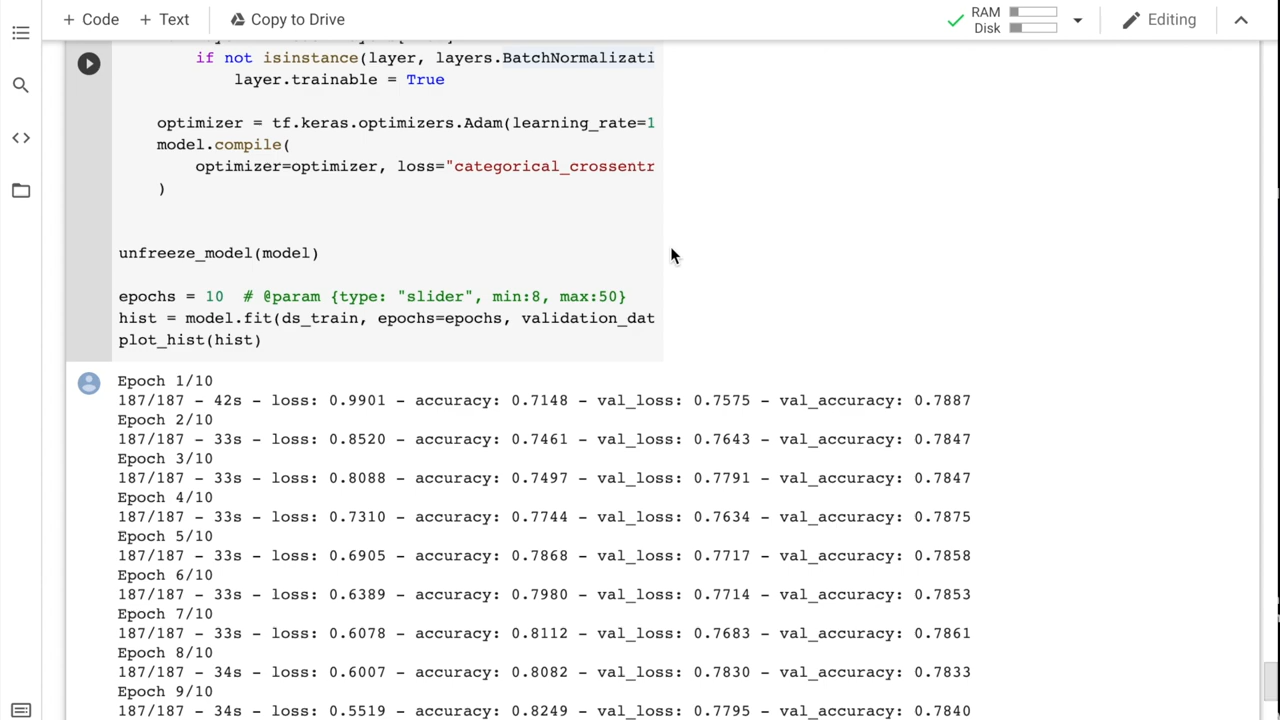 + Code + Text Copy to Drive RAM Disk Editing
if not isinstance(layer, layers.BatchNormalizati
layer.trainable = True
optimizer = tf.keras.optimizers.Adam(learning_rate=1
model.compile(
optimizer=optimizer, loss="categorical_crossentr
)
unfreeze_model(model)
epochs = 10 # @param {type: "slider", min:8, max:50}
hist = model.fit(ds_train, epochs=epochs, validation_dat
plot_hist(hist)
Epoch 1/10
187/187 - 42s - loss: 0.9901 - accuracy: 0.7148 - val_loss: 0.7575 - val_accuracy: 0.7887
Epoch 2/10
187/187 - 33s - loss: 0.8520 - accuracy: 0.7461 - val_loss: 0.7643 - val_accuracy: 0.7847
Epoch 3/10
187/187 - 33s - loss: 0.8088 - accuracy: 0.7497 - val_loss: 0.7791 - val_accuracy: 0.7847
Epoch 4/10
187/187 - 33s - loss: 0.7310 - accuracy: 0.7744 - val_loss: 0.7634 - val_accuracy: 0.7875
Epoch 5/10
187/187 - 33s - loss: 0.6905 - accuracy: 0.7868 - val_loss: 0.7717 - val_accuracy: 0.7858
Epoch 6/10
187/187 - 33s - loss: 0.6389 - accuracy: 0.7980 - val_loss: 0.7714 - val_accuracy: 0.7853
Epoch 7/10
187/187 - 33s - loss: 0.6078 - accuracy: 0.8112 - val_loss: 0.7683 - val_accuracy: 0.7861
Epoch 8/10
187/187 - 34s - loss: 0.6007 - accuracy: 0.8082 - val_loss: 0.7830 - val_accuracy: 0.7833
Epoch 9/10
187/187 - 34s - loss: 0.5519 - accuracy: 0.8249 - val_loss: 0.7795 - val_accuracy: 0.7840